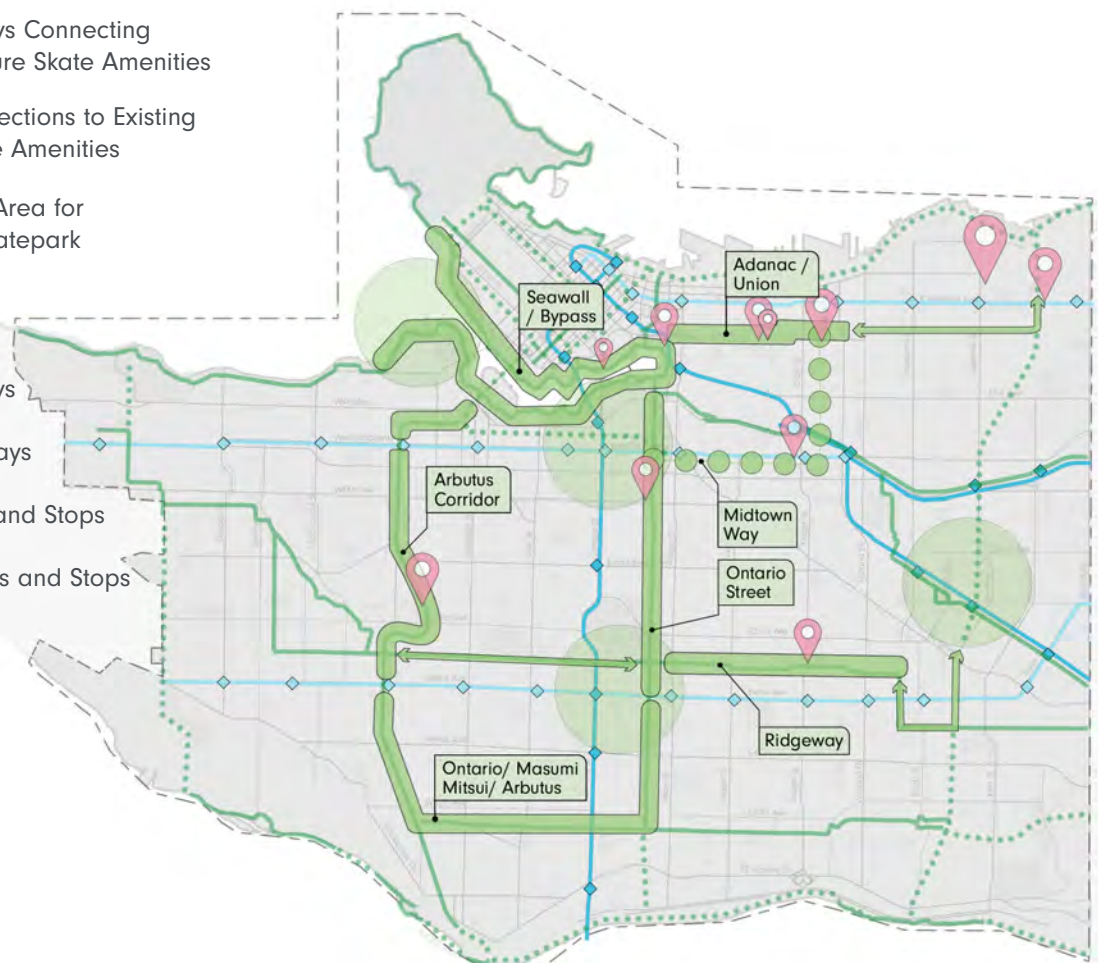 ys Connecting
ure Skate Amenities
ections to Existing
e Amenities
Area for
atepark
ys
ays
and Stops
s and Stops
Seawall
/ Bypass
Adanac /
Union
Arbutus
Corridor
Midtown
Way
Ontario
Street
Ridgeway
Ontario/ Masumi
Mitsui/ Arbutus